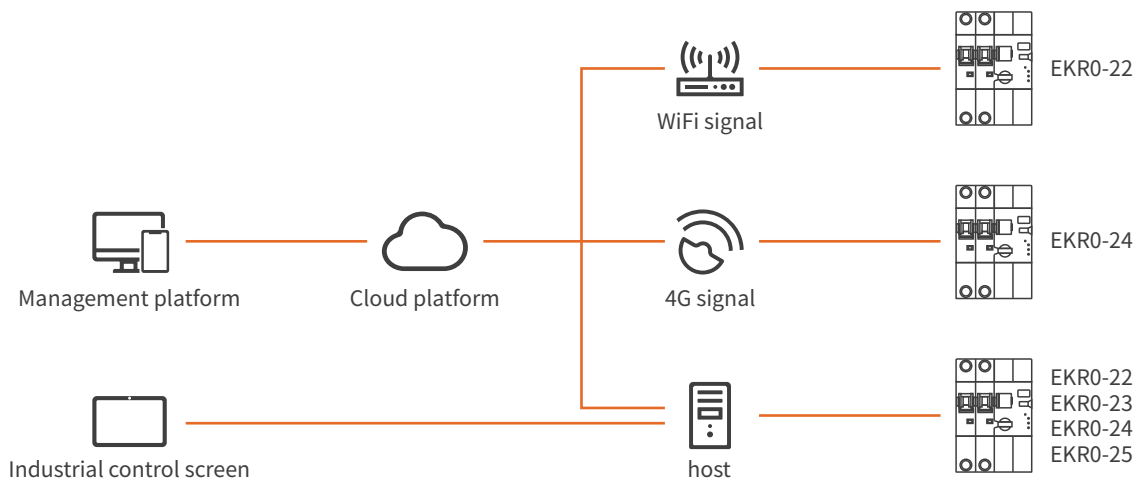 EKR0-22
WiFi signal
EKR0-24
Management platform
Cloud platform
4G signal
EKR0-22
EKR0-23
EKR0-24
EKR0-25
Industrial control screen
host